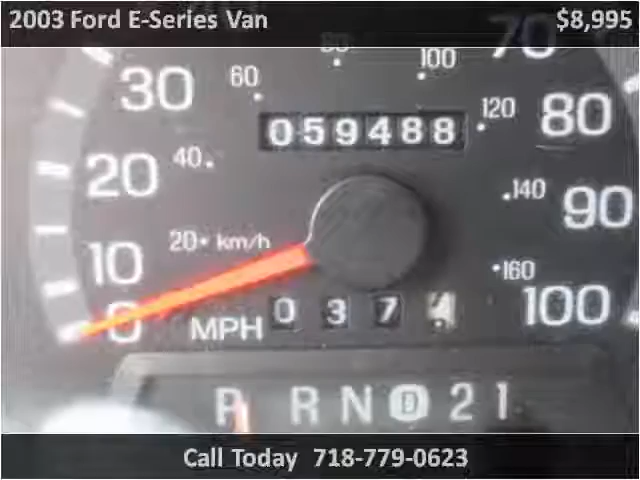 2003 Ford E-Series Van $8,995
80 70
30 60 100
059488 120 80
20 40
140 90
20 km/h
10 160
0 MPH 037 100
P R N D 2 1
Call Today 718-779-0623